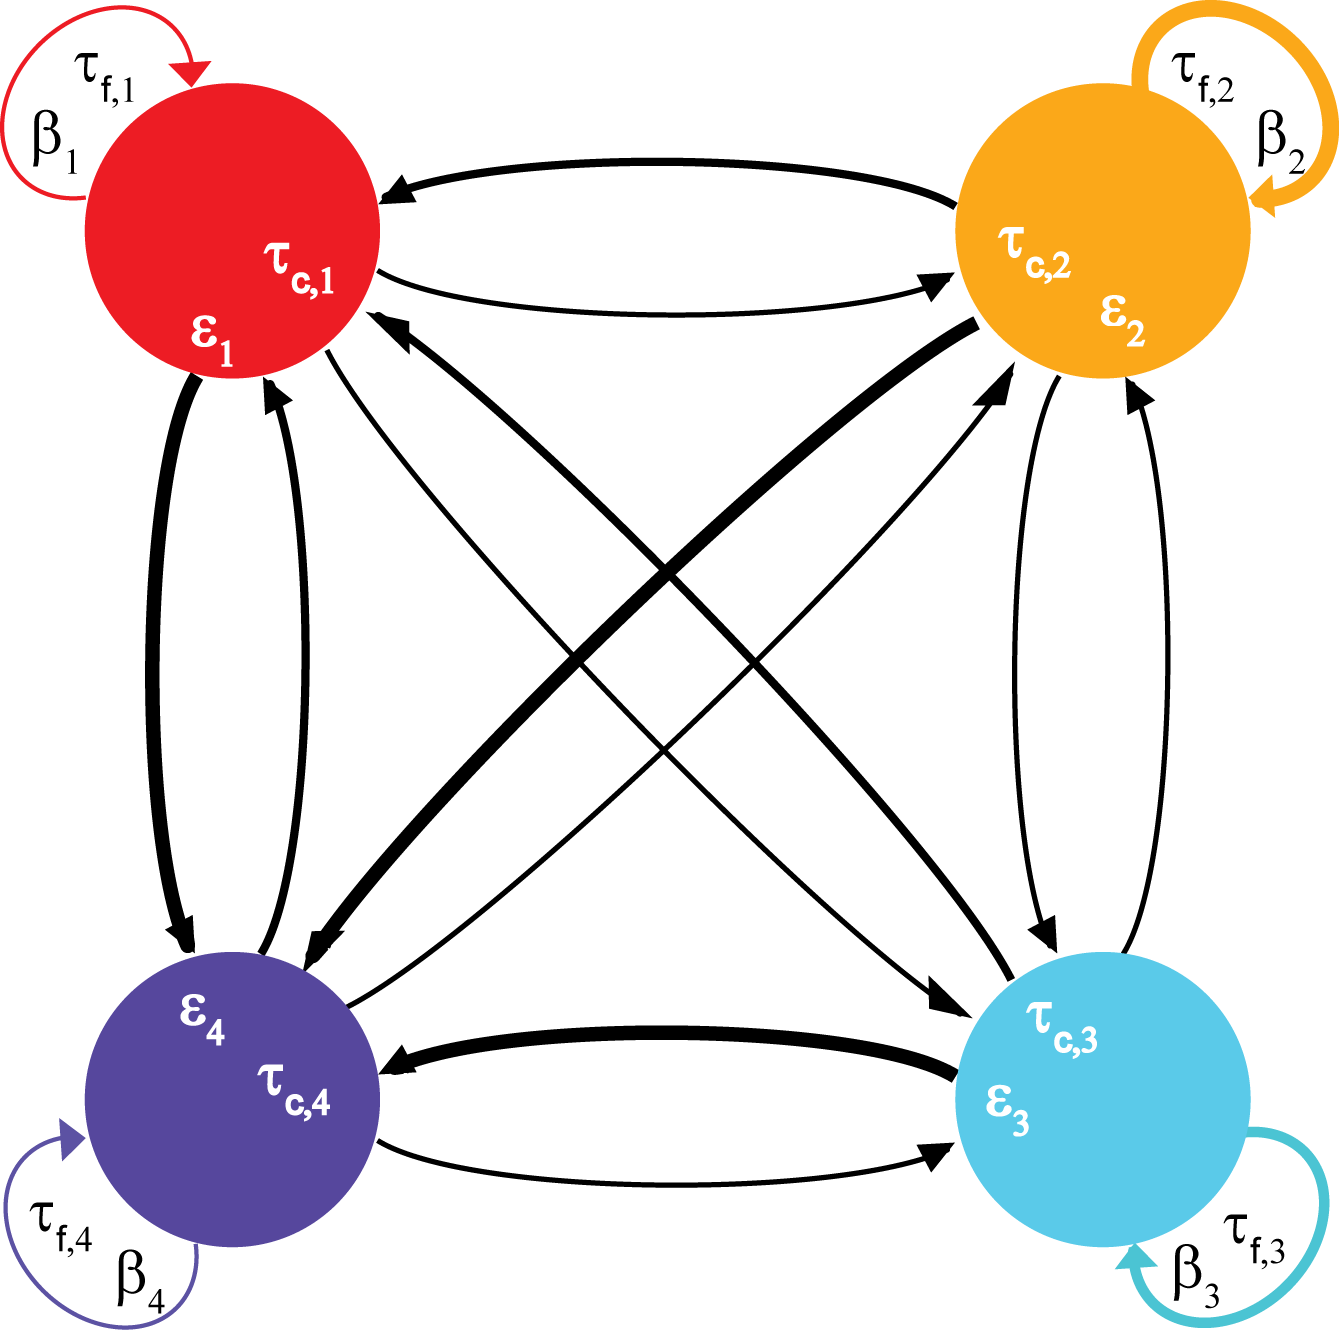 τf,1
β1
τc,1
ε1
τf,2
β2
τc,2
ε2
ε4
τc,4
τf,4
β4
τc,3
ε3
τf,3
β3